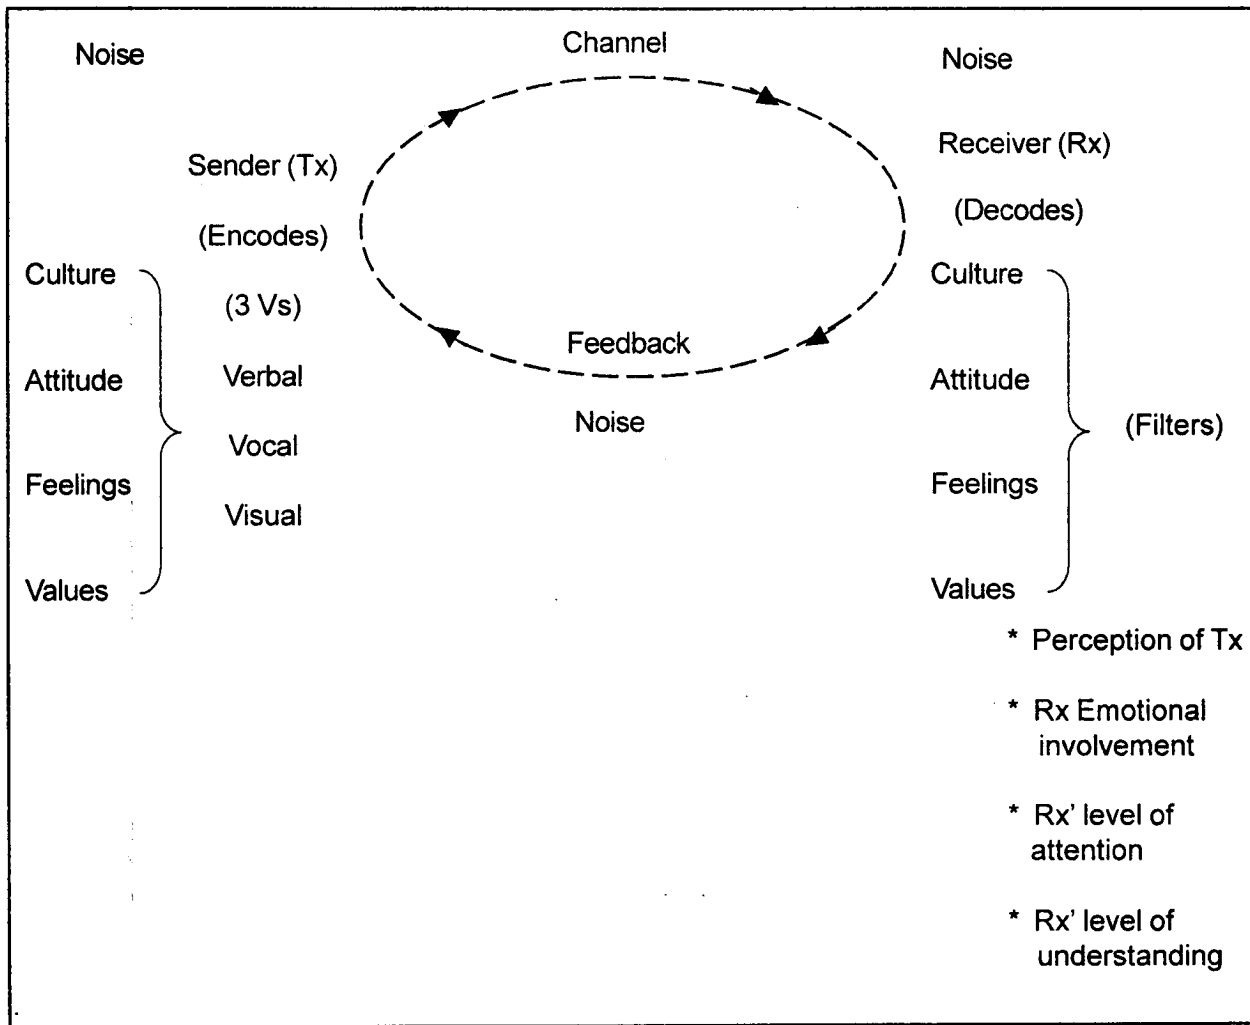 Noise
Channel
Noise
Sender (Tx)
Receiver (Rx)
(Encodes)
(Decodes)
Culture
(3 Vs)
Culture
Feedback
Attitude
Verbal
Attitude
Noise
Vocal
(Filters)
Feelings
Visual
Feelings
Values
Values
* Perception of Tx
* Rx Emotional
involvement
* Rx' level of
attention
* Rx' level of
understanding